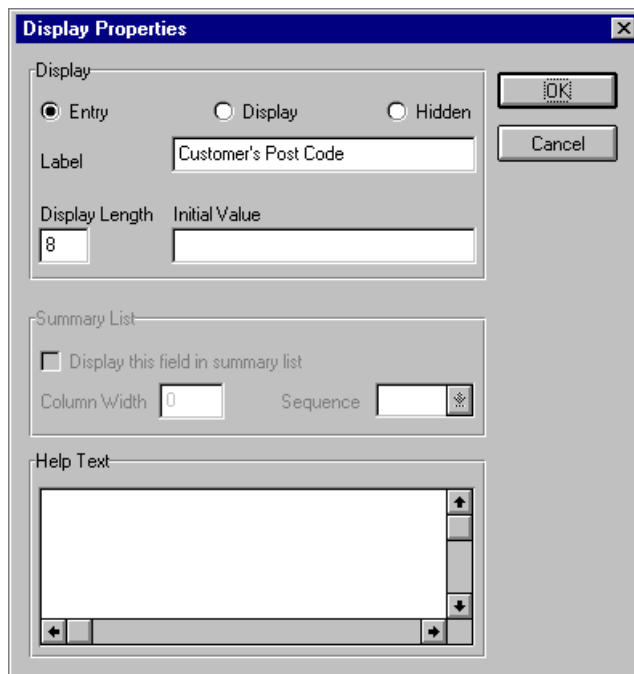 Display Properties
Display
Entry Display Hidden
OK
Label Customer's Post Code
Cancel
Display Length Initial Value
8
Summary List
Display this field in summary list
Column Width 0 Sequence
Help Text